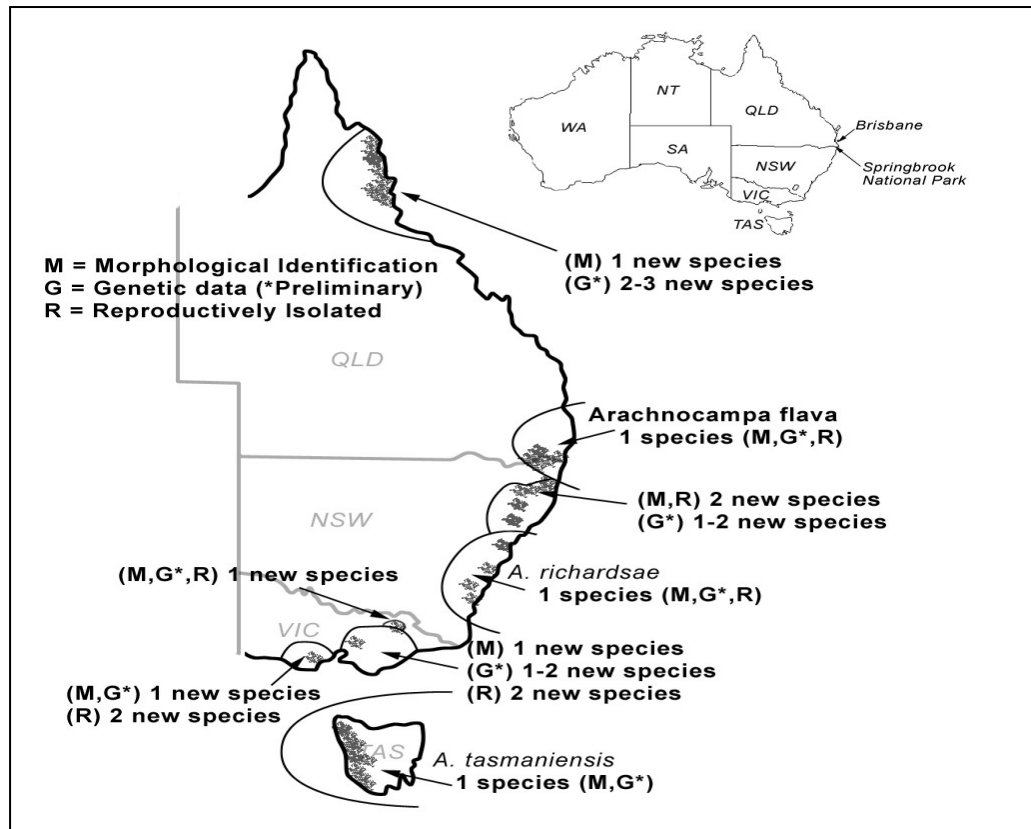 NT
QLD
WA
Brisbane
SA
NSW
Springbrook
National Park
VIC
TAS
(M) 1 new species
(G*) 2-3 new species
M = Morphological Identification
G = Genetic data (*Preliminary)
R = Reproductively Isolated
QLD
Arachnocampa flava
1 species (M,G*,R)
(M,R) 2 new species
(G*) 1-2 new species
NSW
A. richardsae
1 species (M,G*,R)
(M,G*,R) 1 new species
VIC
(M) 1 new species
(G*) 1-2 new species
(R) 2 new species
(M,G*) 1 new species
(R) 2 new species
TAS
A. tasmaniensis
1 species (M,G*)